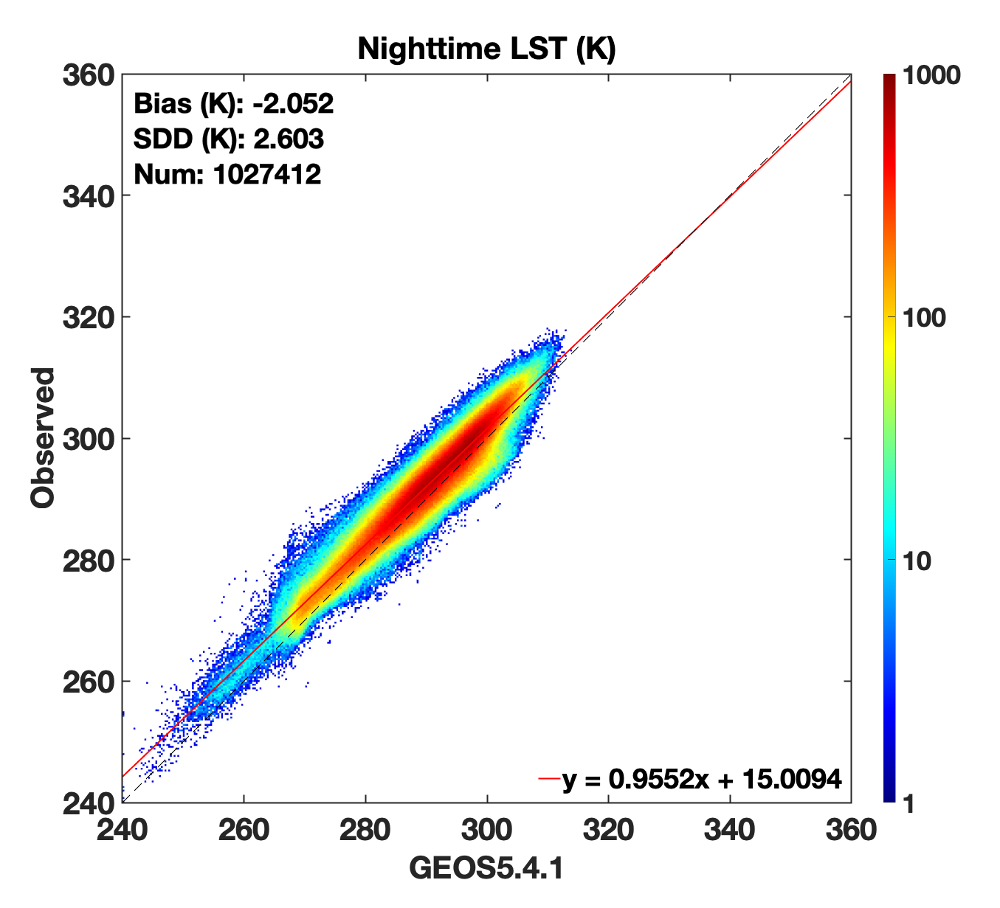 Nighttime LST (K)
Bias (K): -2.052
SDD (K): 2.603
Num: 1027412
360
340
320
300
280
260
240
Observed
240 260 280 300 320 340 360
GEOS5.4.1
y = 0.9552x + 15.0094
1000
100
10
1